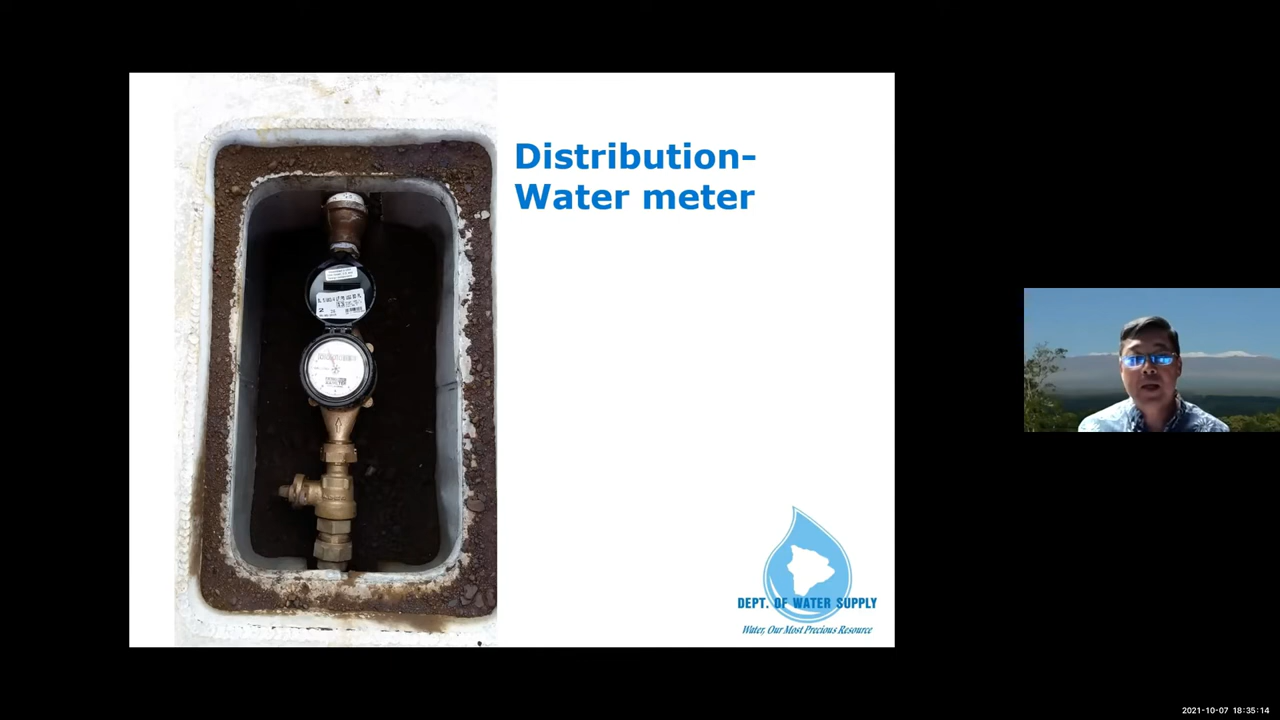 Distribution-
Water meter
DEPT. OF WATER SUPPLY
Water, Our Most Precious Resource
2021-10-07 18:35:14